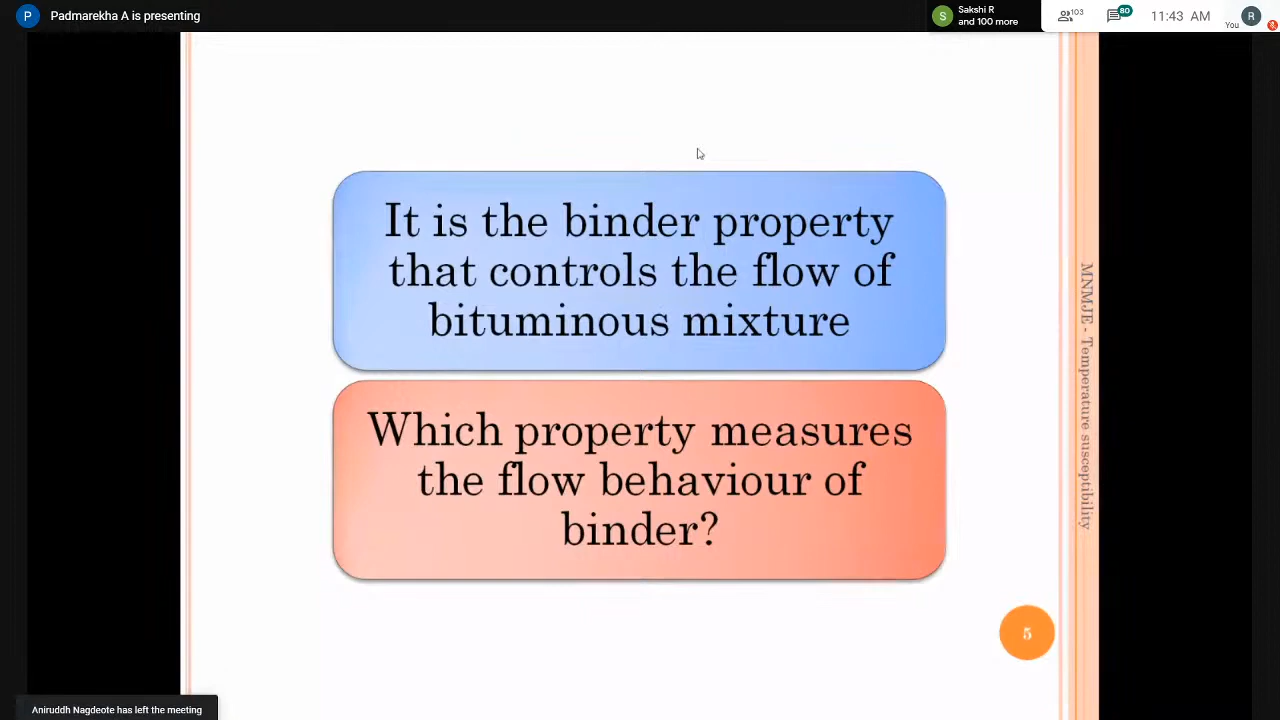 P Padmarekha A is presenting
S Sakshi R
and 100 more
103
80
11:43 AM
You
R
It is the binder property
that controls the flow of
bituminous mixture
Which property measures
the flow behaviour of
binder?
MNMJE - Temperature susceptibility
5
Aniruddh Nagdeote has left the meeting